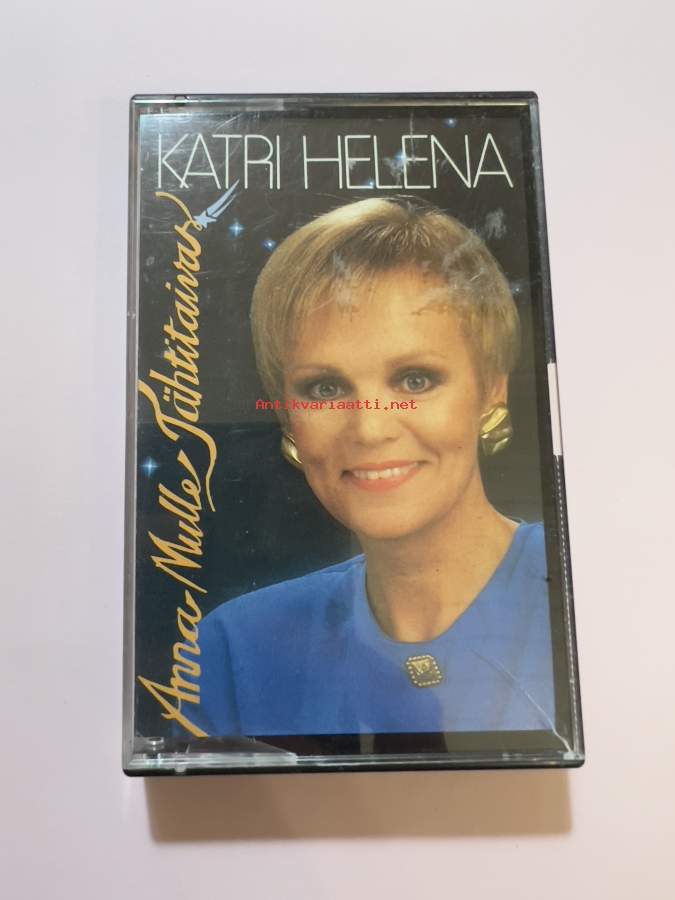 KATRI HELENA
Anna Mulle Tähtitaivas
Antikvariaatti.net